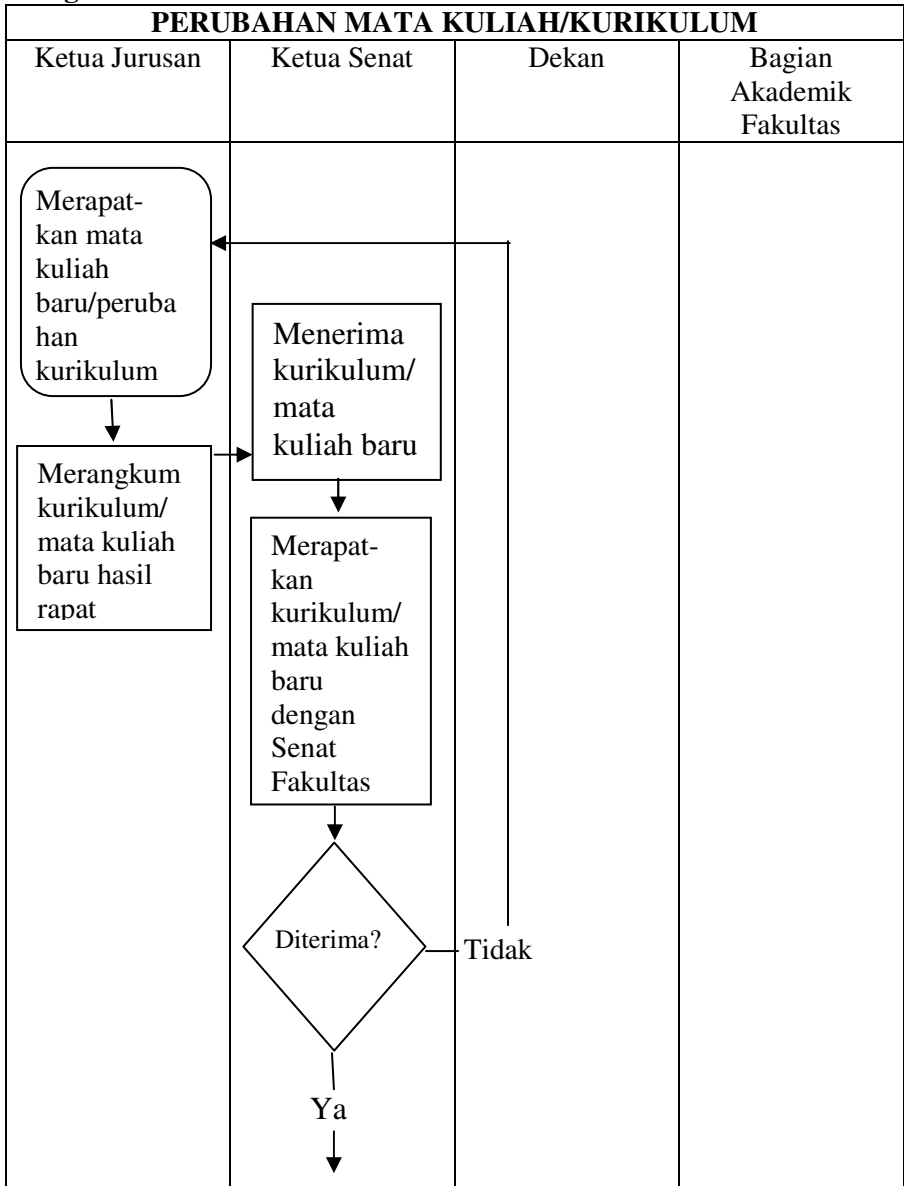 PERUBAHAN MATA KULIAH/KURIKULUM
Ketua Jurusan
Ketua Senat
Dekan
Bagian
Akademik
Fakultas
Merapat-
kan mata
kuliah
baru/peruba
han
kurikulum
Merangkum
kurikulum/
mata kuliah
baru hasil
rapat
Menerima
kurikulum/
mata
kuliah baru
Merapat-
kan
kurikulum/
mata kuliah
baru
dengan
Senat
Fakultas
Diterima?
Tidak
Ya